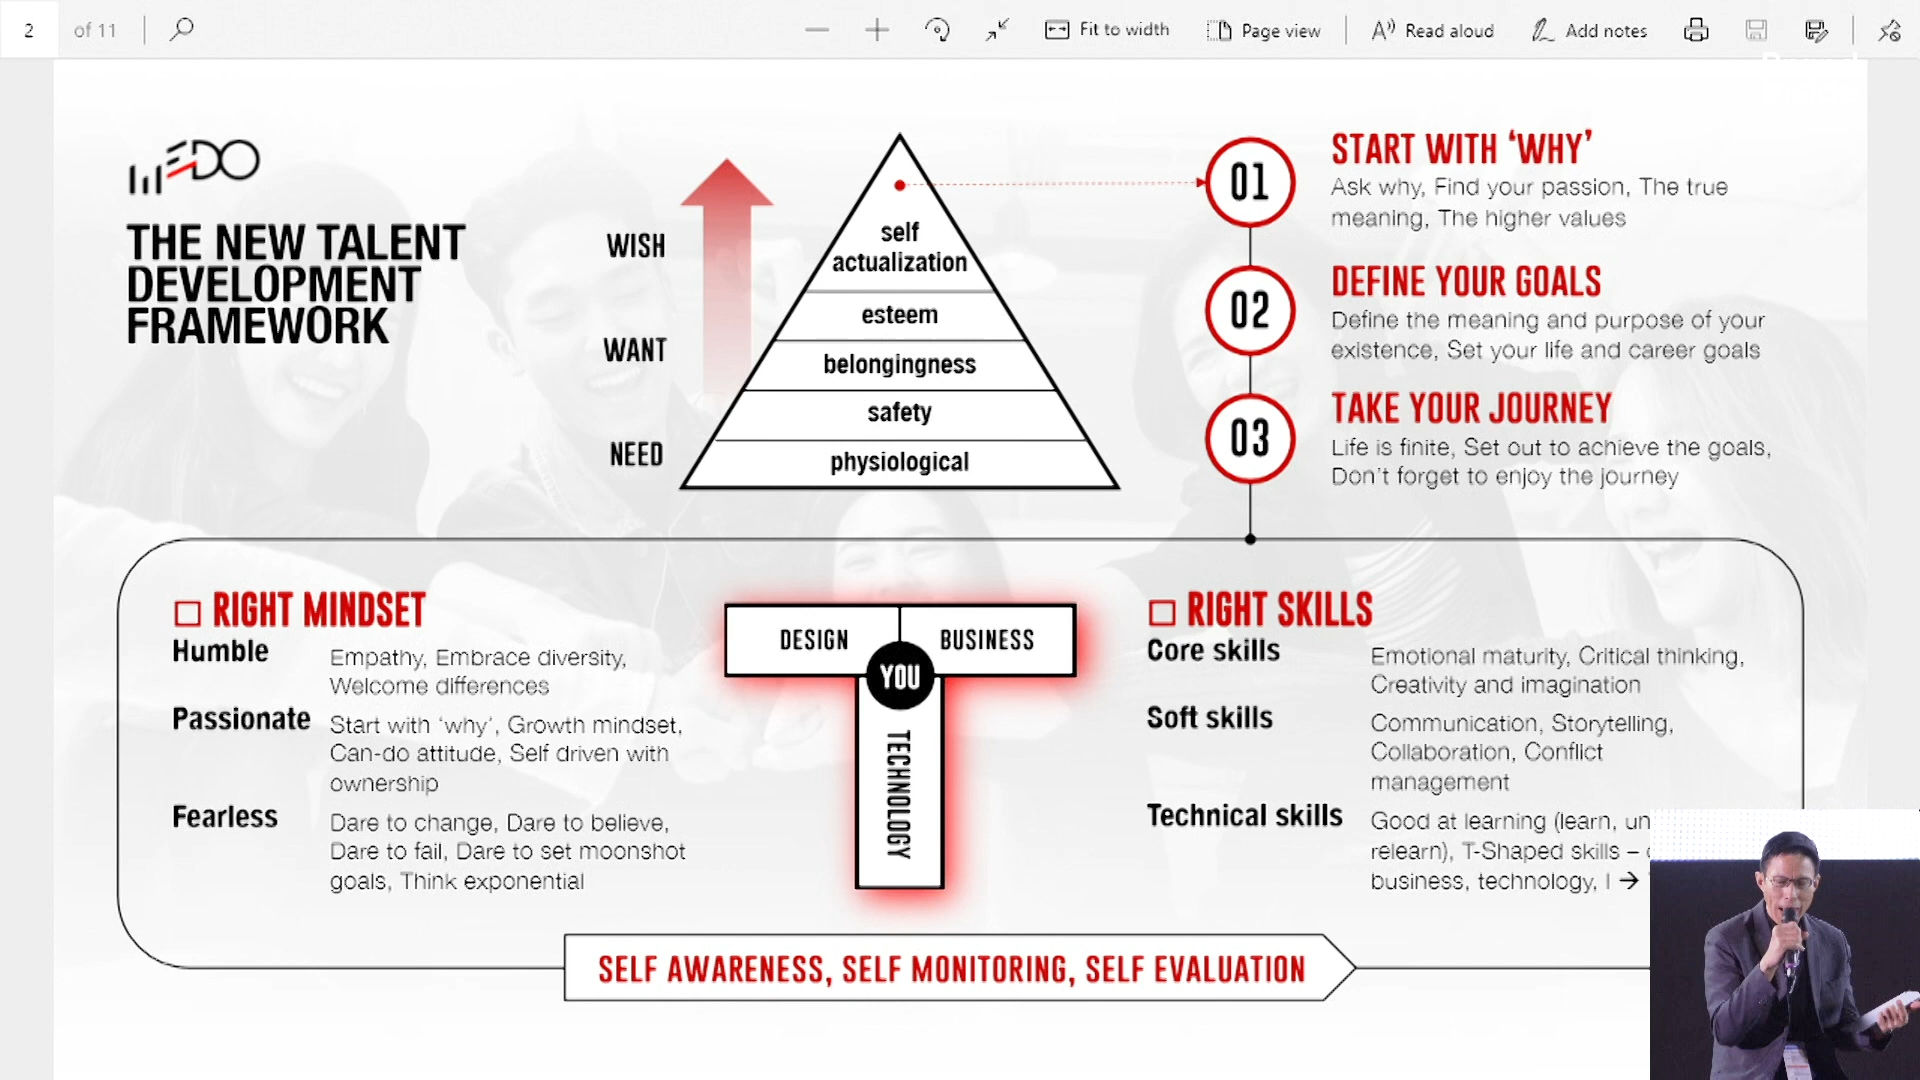 2 of 11
Fit to width
Page view
Read aloud
Add notes
WEDO
THE NEW TALENT
DEVELOPMENT
FRAMEWORK
WISH
WANT
NEED
self
actualization
esteem
belongingness
safety
physiological
01
START WITH ‘WHY’
Ask why, Find your passion, The true
meaning, The higher values
02
DEFINE YOUR GOALS
Define the meaning and purpose of your
existence, Set your life and career goals
03
TAKE YOUR JOURNEY
Life is finite, Set out to achieve the goals,
Don’t forget to enjoy the journey
RIGHT MINDSET
Humble
Empathy, Embrace diversity,
Welcome differences
Passionate
Start with ‘why’, Growth mindset,
Can-do attitude, Self driven with
ownership
Fearless
Dare to change, Dare to believe,
Dare to fail, Dare to set moonshot
goals, Think exponential
DESIGN
BUSINESS
YOU
TECHNOLOGY
RIGHT SKILLS
Core skills
Emotional maturity, Critical thinking,
Creativity and imagination
Soft skills
Communication, Storytelling,
Collaboration, Conflict
management
Technical skills
Good at learning (learn, un
relearn), T-Shaped skills –
business, technology, I →
SELF AWARENESS, SELF MONITORING, SELF EVALUATION